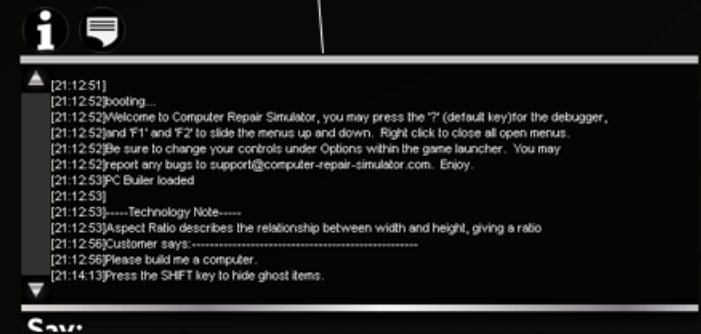 [21:12:51]
[21:12:52]booting...
[21:12:52]Welcome to Computer Repair Simulator, you may press the '?' (default key)for the debugger,
[21:12:52]and 'F1' and 'F2' to slide the menus up and down. Right click to close all open menus.
[21:12:52]Be sure to change your controls under Options within the game launcher. You may
[21:12:52]report any bugs to support@computer-repair-simulator.com. Enjoy.
[21:12:53]PC Builer loaded
[21:12:53]
[21:12:53]-----Technology Note-----
[21:12:53]Aspect Ratio describes the relationship between width and height, giving a ratio
[21:12:56]Customer says:--------------------------------------------------
[21:12:56]Please build me a computer.
[21:14:13]Press the SHIFT key to hide ghost items.
Say: